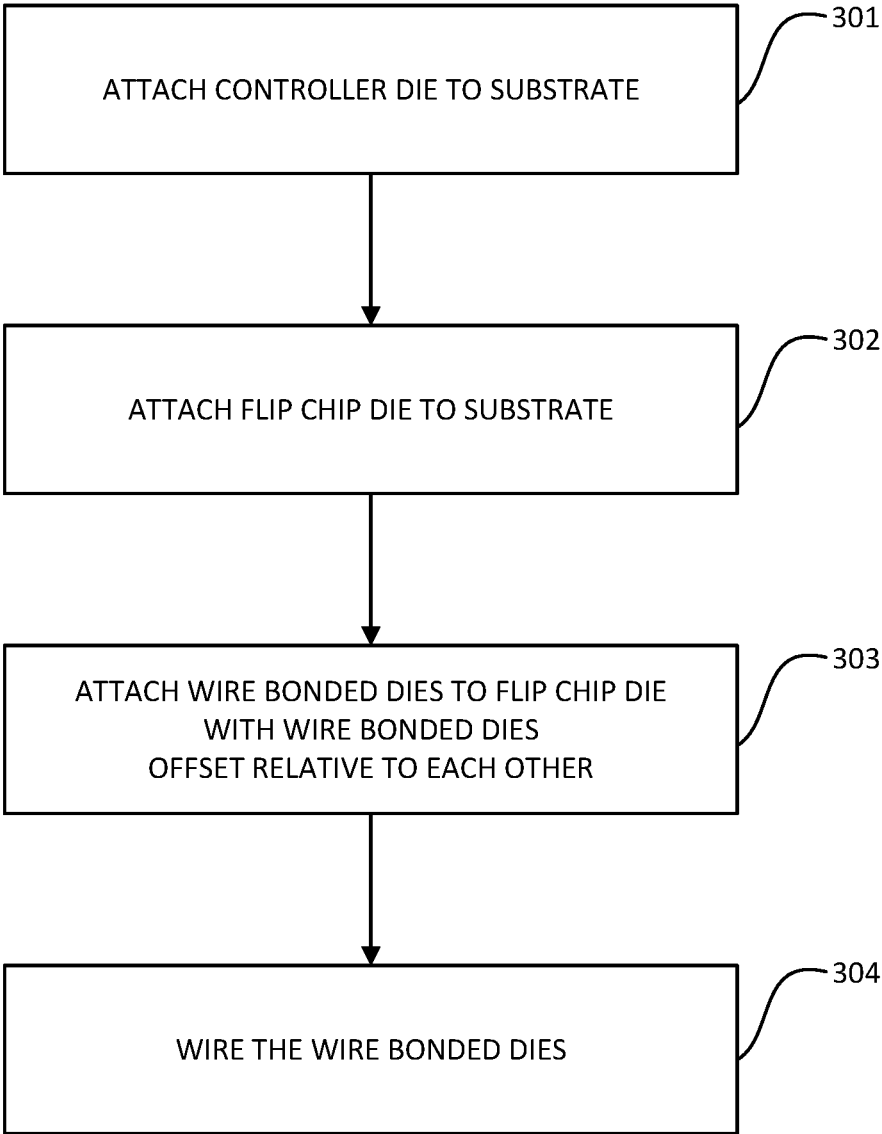 301
ATTACH CONTROLLER DIE TO SUBSTRATE
302
ATTACH FLIP CHIP DIE TO SUBSTRATE
303
ATTACH WIRE BONDED DIES TO FLIP CHIP DIE
WITH WIRE BONDED DIES
OFFSET RELATIVE TO EACH OTHER
304
WIRE THE WIRE BONDED DIES